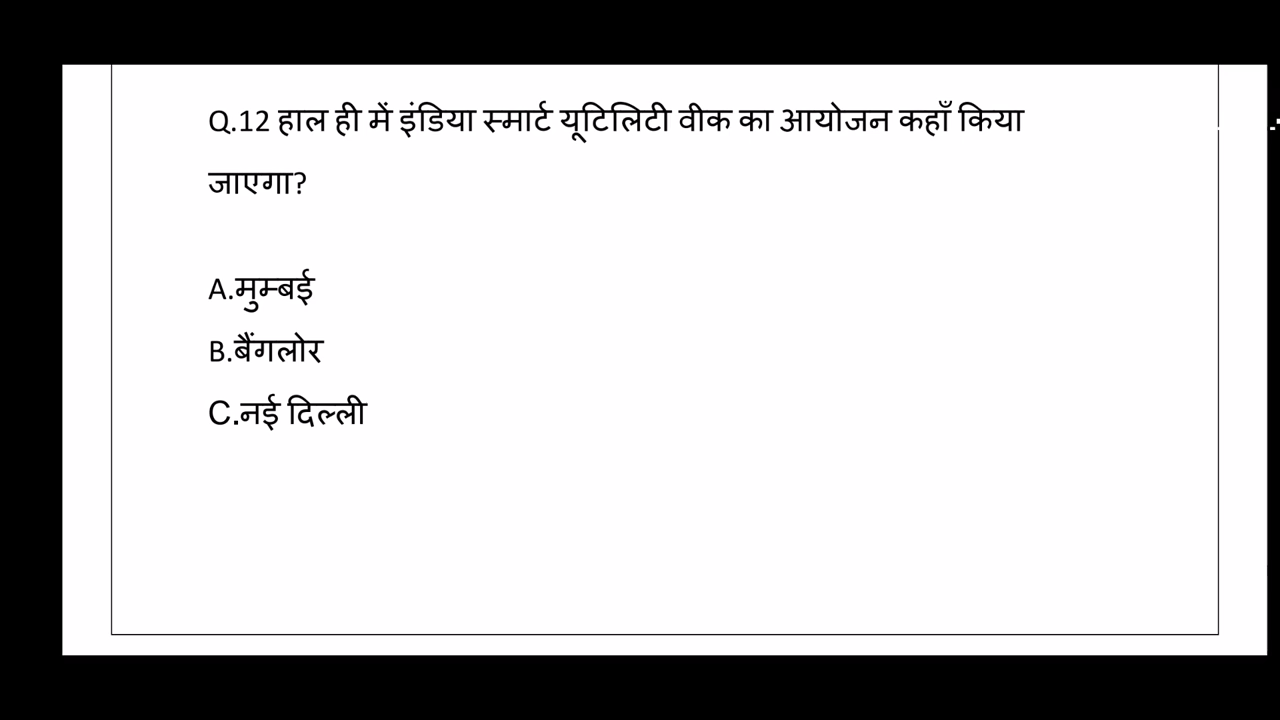 Q.12 हाल ही में इंडिया स्मार्ट यूटिलिटी वीक का आयोजन कहाँ किया
जाएगा?
A.मुम्बई
B.बैंगलोर
C.नई दिल्ली